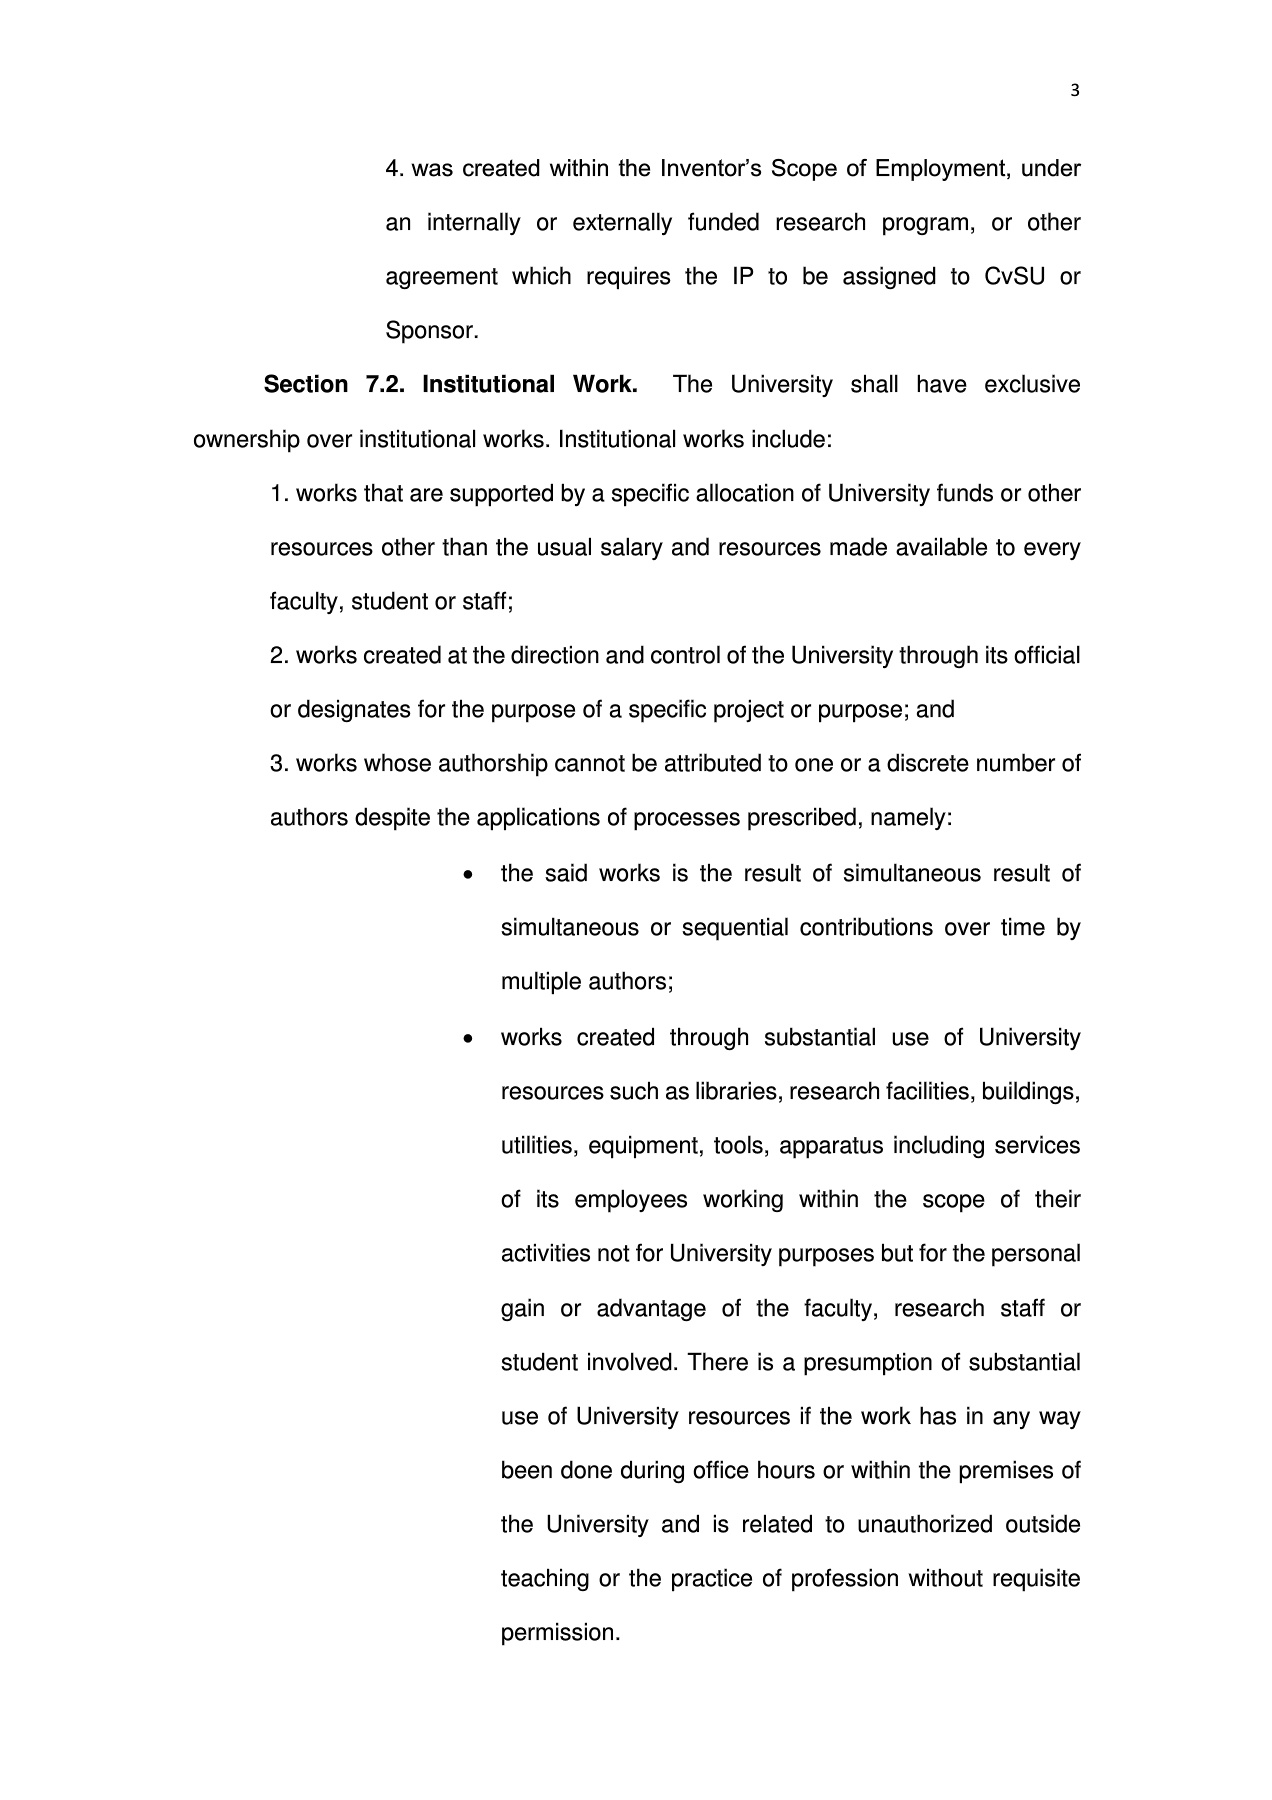 3
4. was created within the Inventor’s Scope of Employment, under
an internally or externally funded research program, or other
agreement which requires the IP to be assigned to CvSU or
Sponsor.
Section 7.2. Institutional Work. The University shall have exclusive
ownership over institutional works. Institutional works include:
1. works that are supported by a specific allocation of University funds or other
resources other than the usual salary and resources made available to every
faculty, student or staff;
2. works created at the direction and control of the University through its official
or designates for the purpose of a specific project or purpose; and
3. works whose authorship cannot be attributed to one or a discrete number of
authors despite the applications of processes prescribed, namely:
• the said works is the result of simultaneous result of
simultaneous or sequential contributions over time by
multiple authors;
• works created through substantial use of University
resources such as libraries, research facilities, buildings,
utilities, equipment, tools, apparatus including services
of its employees working within the scope of their
activities not for University purposes but for the personal
gain or advantage of the faculty, research staff or
student involved. There is a presumption of substantial
use of University resources if the work has in any way
been done during office hours or within the premises of
the University and is related to unauthorized outside
teaching or the practice of profession without requisite
permission.